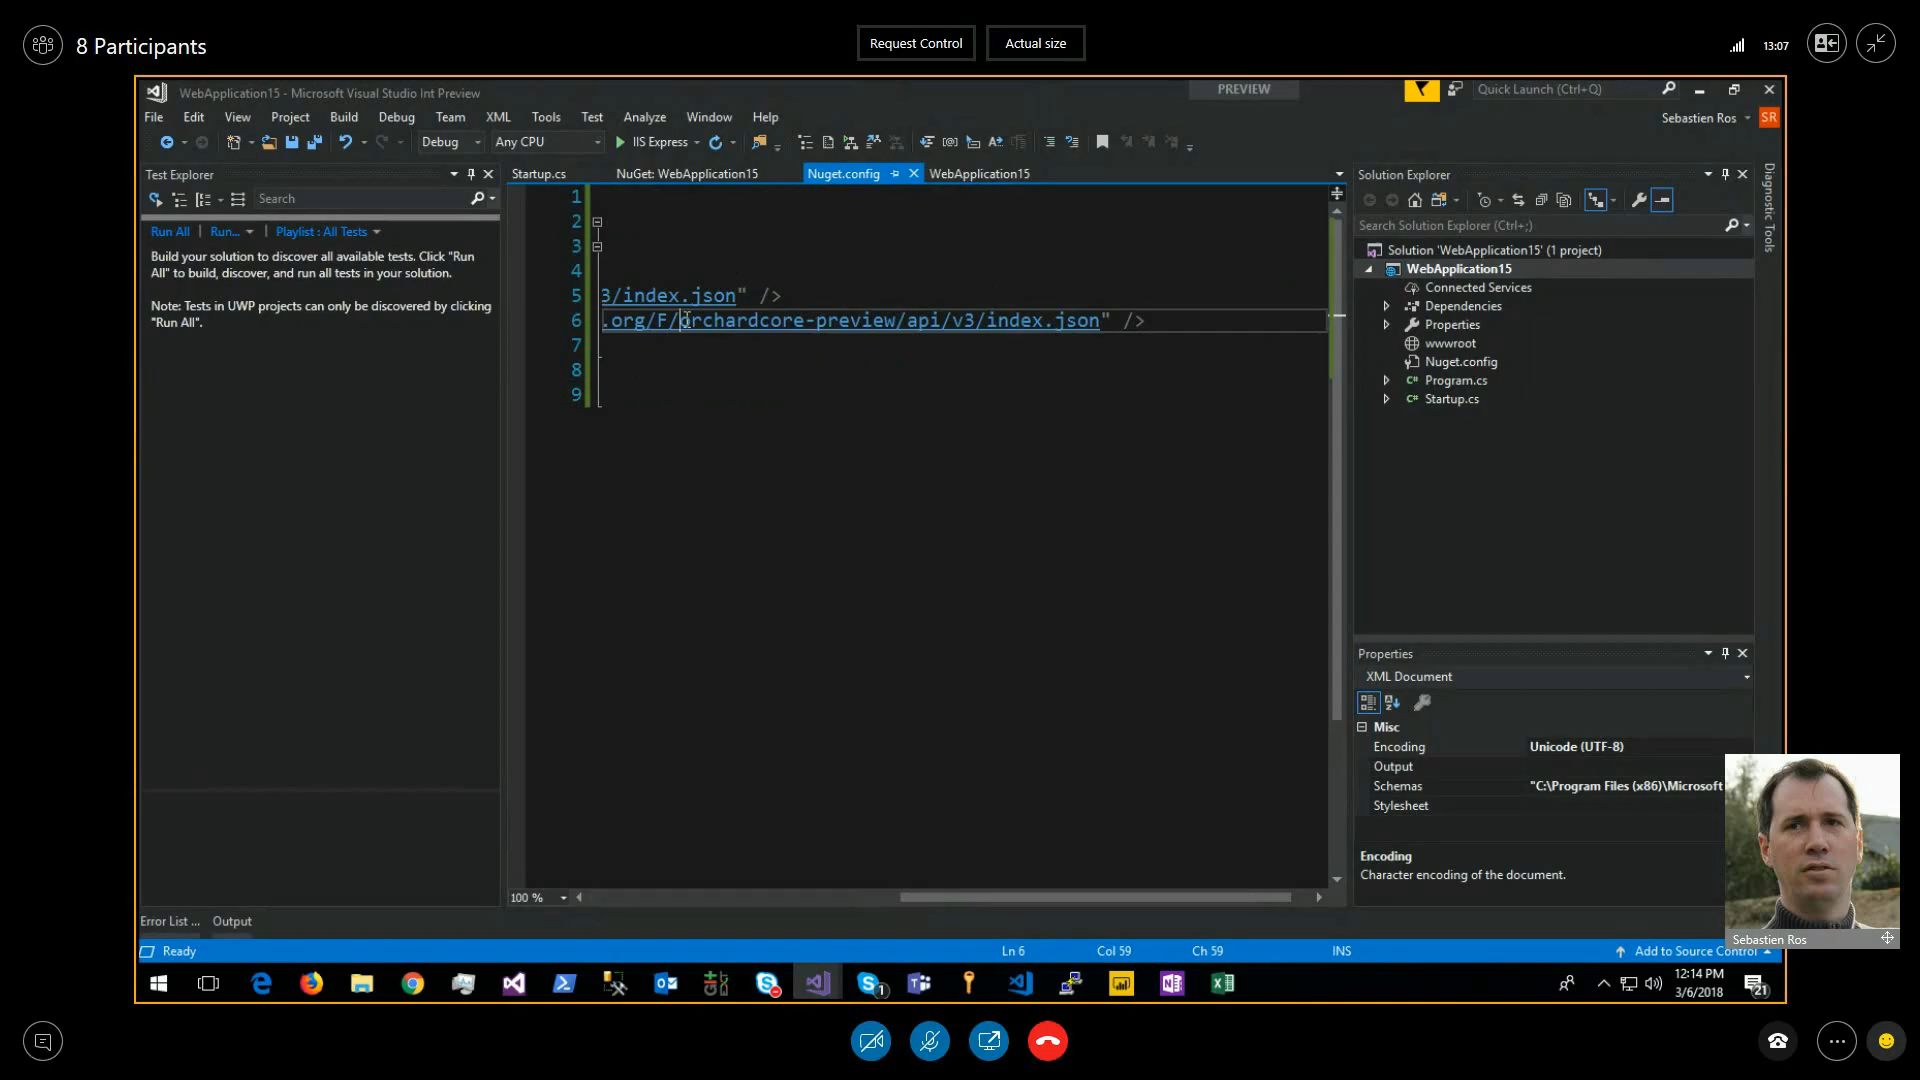 8 Participants
Request Control
Actual size
13:07
WebApplication15 - Microsoft Visual Studio Int Preview
PREVIEW
Quick Launch (Ctrl+Q)
File Edit View Project Build Debug Team XML Tools Test Analyze Window Help
Sebastien Ros
SR
Debug
Any CPU
IIS Express
Test Explorer
Search
Run All Run... Playlist : All Tests
Build your solution to discover all available tests. Click "Run
All" to build, discover, and run all tests in your solution.
Note: Tests in UWP projects can only be discovered by clicking
"Run All".
Startup.cs
NuGet: WebApplication15
Nuget.config
WebApplication15
1
2
3
4
5 3/index.json" />
6 .org/F/orchardcore-preview/api/v3/index.json" />
7
8
9
100 %
Solution Explorer
Search Solution Explorer (Ctrl+;)
Solution 'WebApplication15' (1 project)
WebApplication15
Connected Services
Dependencies
Properties
wwwroot
Nuget.config
C# Program.cs
C# Startup.cs
Diagnostic Tools
Properties
XML Document
Misc
Encoding Unicode (UTF-8)
Output
Schemas "C:\Program Files (x86)\Microsoft
Stylesheet
Encoding
Character encoding of the document.
Sebastien Ros
Error List ...
Output
Ready
Ln 6
Col 59
Ch 59
INS
Add to Source Control
12:14 PM
3/6/2018
21